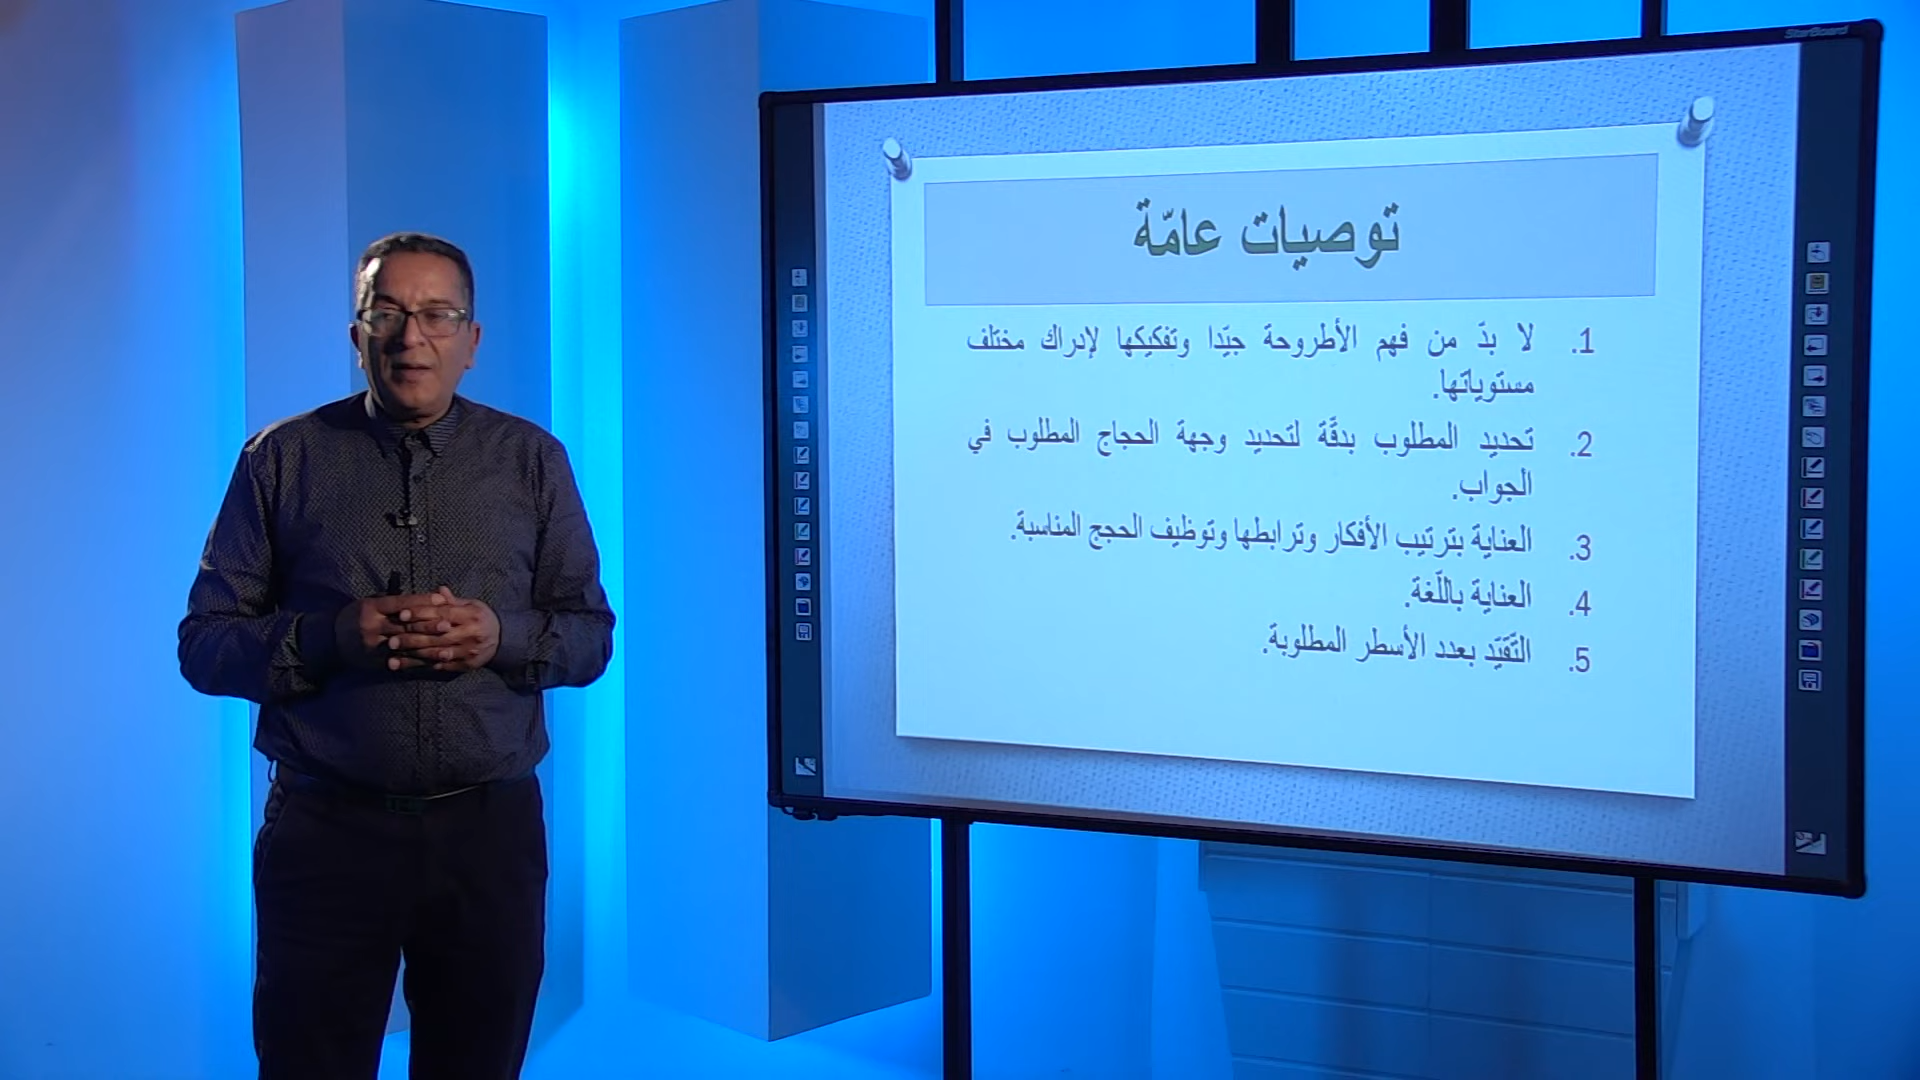 StarBoard
توصيات عامّة
1. لا بدّ من فهم الأطروحة جيّدا وتفكيكها لإدراك مختلف
مستوياتها.
2. تحديد المطلوب بدقّة لتحديد وجهة الحجاج المطلوب في
الجواب.
3. العناية بترتيب الأفكار وترابطها وتوظيف الحجج المناسبة.
4. العناية باللّغة.
5. التّقيّد بعدد الأسطر المطلوبة.